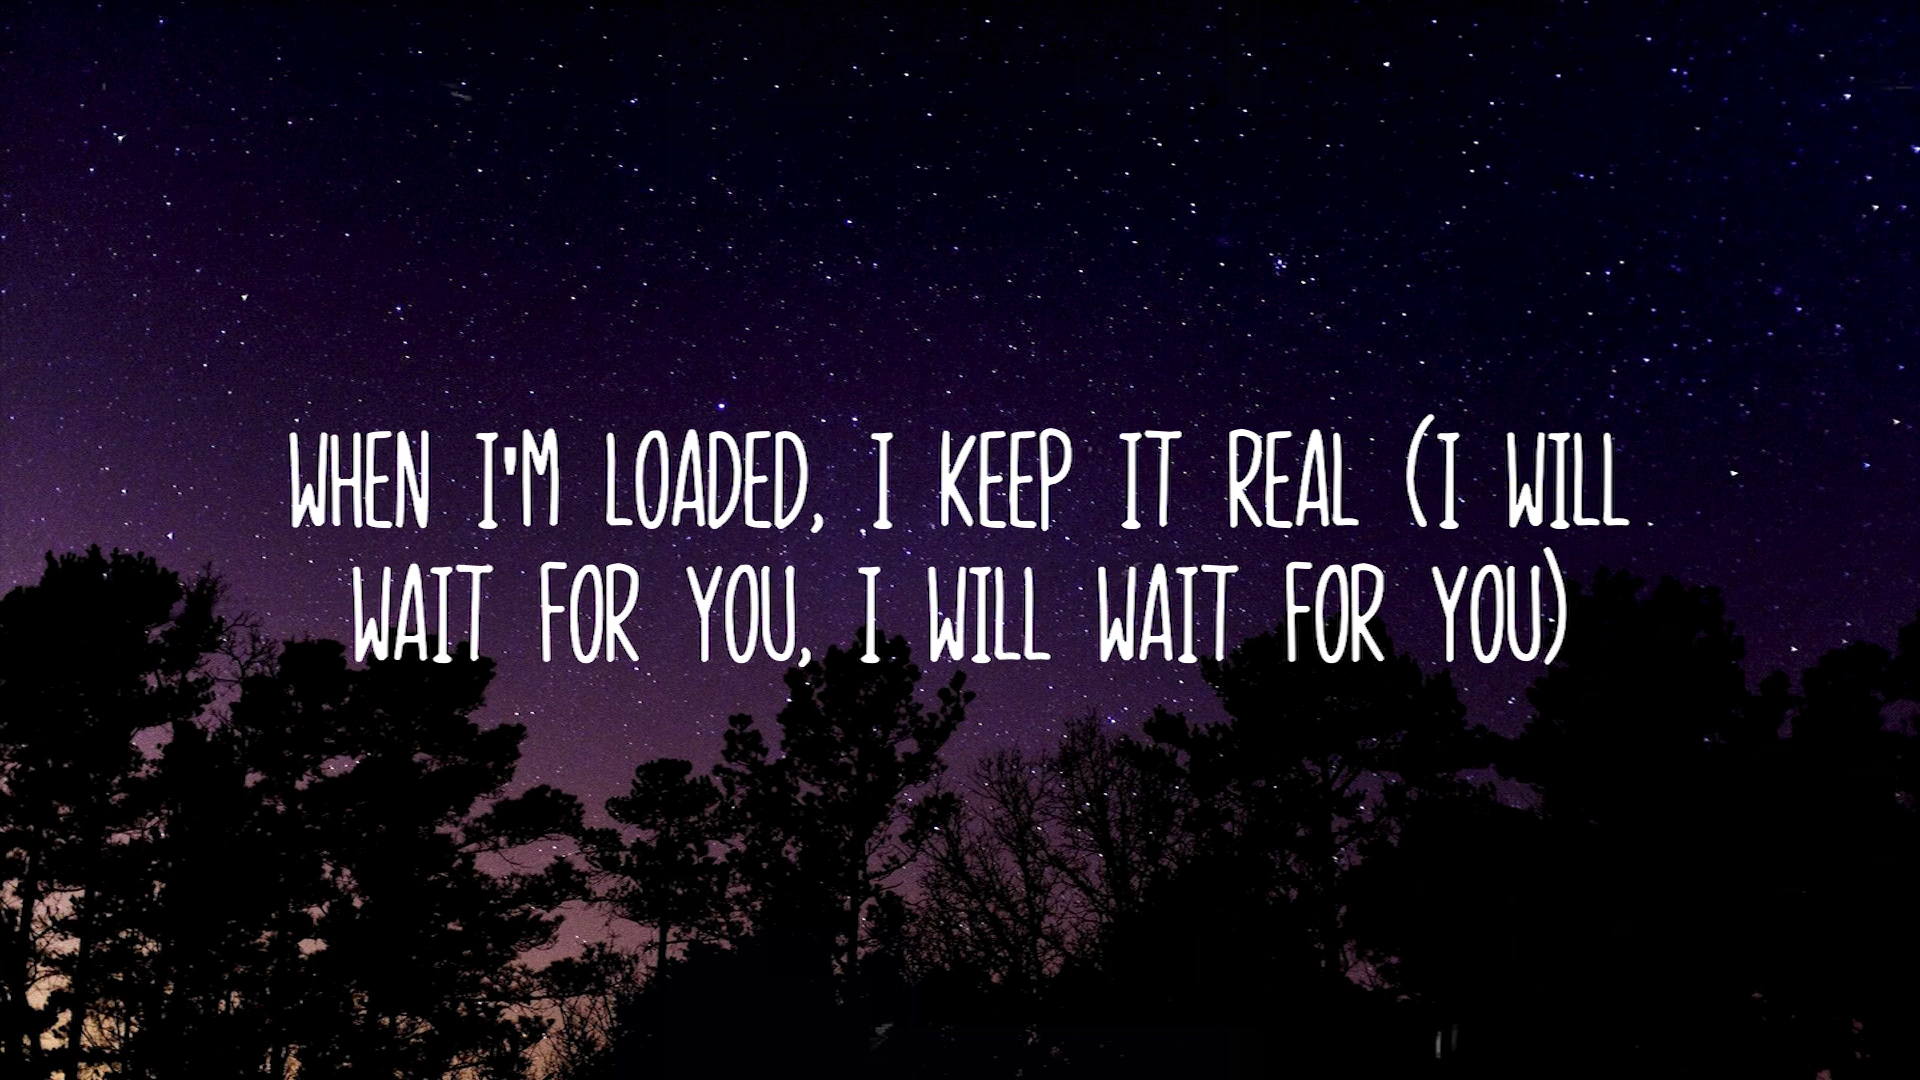 WHEN I'M LOADED, I KEEP IT REAL (I WILL
WAIT FOR YOU, I WILL WAIT FOR YOU)